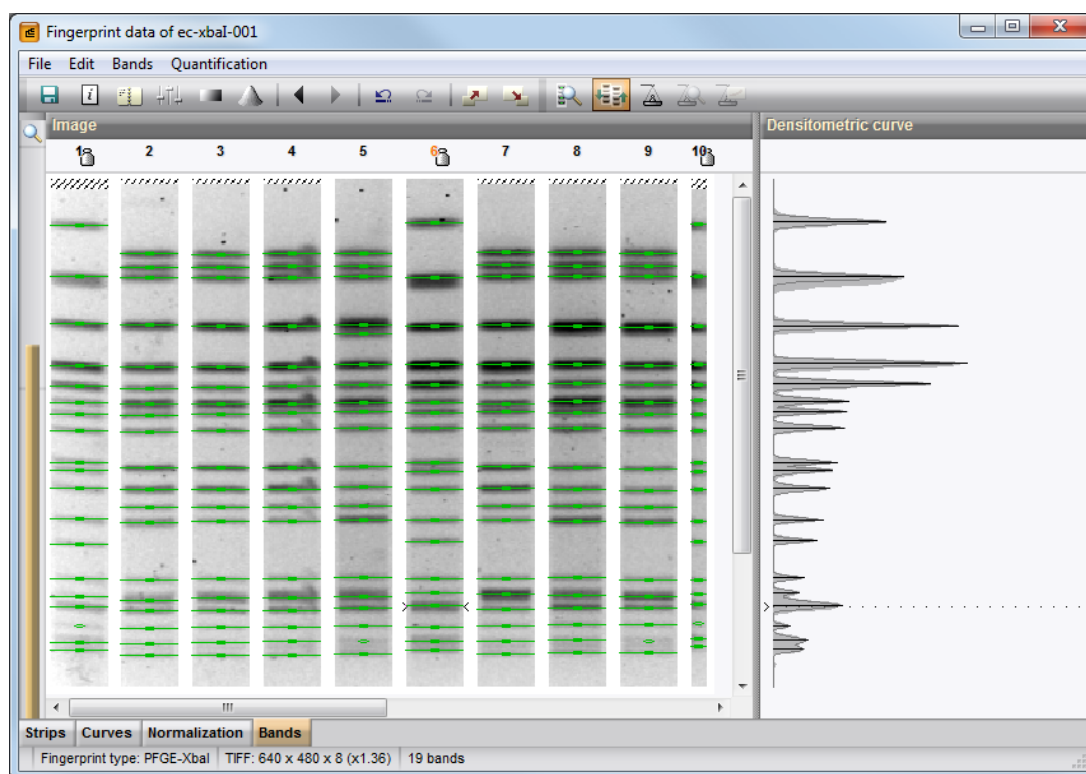 Fingerprint data of ec-xbaI-001
File Edit Bands Quantification
Image
Densitometric curve
1 2 3 4 5 6 7 8 9 10
Strips Curves Normalization Bands
Fingerprint type: PFGE-XbaI TIFF: 640 x 480 x 8 (x1.36) 19 bands